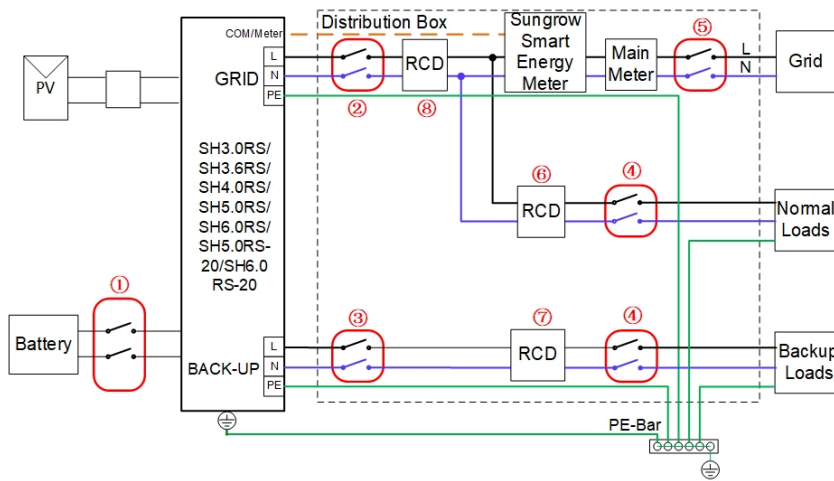 Distribution Box
COM/Meter
L
N
PE
GRID
②
RCD
⑧
Sungrow
Smart
Energy
Meter
Main
Meter
⑤
L
N
Grid
PV
SH3.0RS/
SH3.6RS/
SH4.0RS/
SH5.0RS/
SH6.0RS/
SH5.0RS-
20/SH6.0
RS-20
⑥
RCD
④
Normal
Loads
①
Battery
③
⑦
RCD
④
L
N
PE
BACK-UP
Backup
Loads
PE-Bar